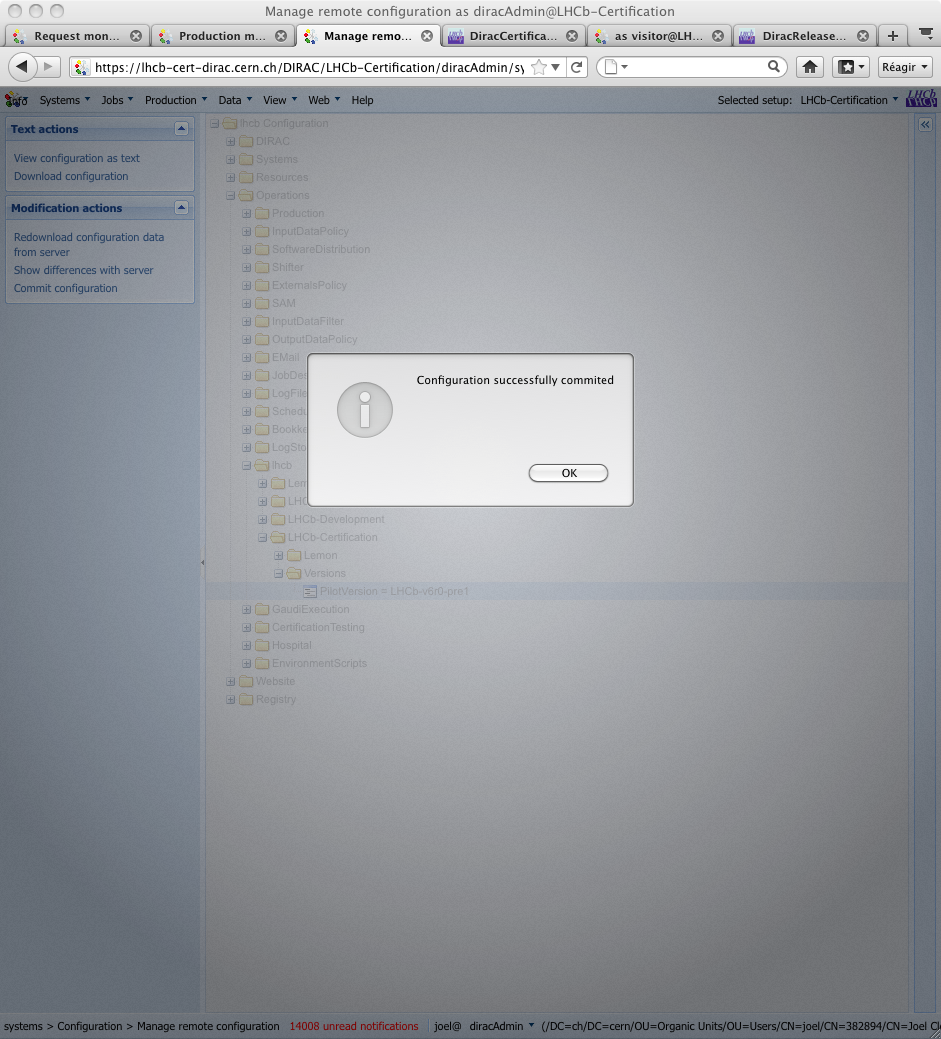 Manage remote configuration as diracAdmin@LHCb-Certification
Request mon... Production m... Manage remo... DiracCertifica... as visitor@LH... DiracRelease...
https://lhcb-cert-dirac.cern.ch/DIRAC/LHCb-Certification/diracAdmin/sy Réagir
Systems Jobs Production Data View Web Help Selected setup: LHCb-Certification LHCb
Text actions
View configuration as text
Download configuration
Modification actions
Redownload configuration data
from server
Show differences with server
Commit configuration
lhcb Configuration
DIRAC
Systems
Resources
Operations
Production
InputDataPolicy
SoftwareDistribution
Shifter
ExternalsPolicy
SAM
InputDataFilter
OutputDataPolicy
EMail
JobDes
LogFile
Schedu
Bookke
LogSto
lhcb
Lem
LHC
LHCb-Development
LHCb-Certification
Lemon
Versions
PilotVersion = LHCb-v6r0-pre1
GaudiExecution
CertificationTesting
Hospital
EnvironmentScripts
Website
Registry
Configuration successfully commited
OK
systems > Configuration > Manage remote configuration 14008 unread notifications joel@ diracAdmin (/DC=ch/DC=cern/OU=Organic Units/OU=Users/CN=joel/CN=382894/CN=Joel Cl